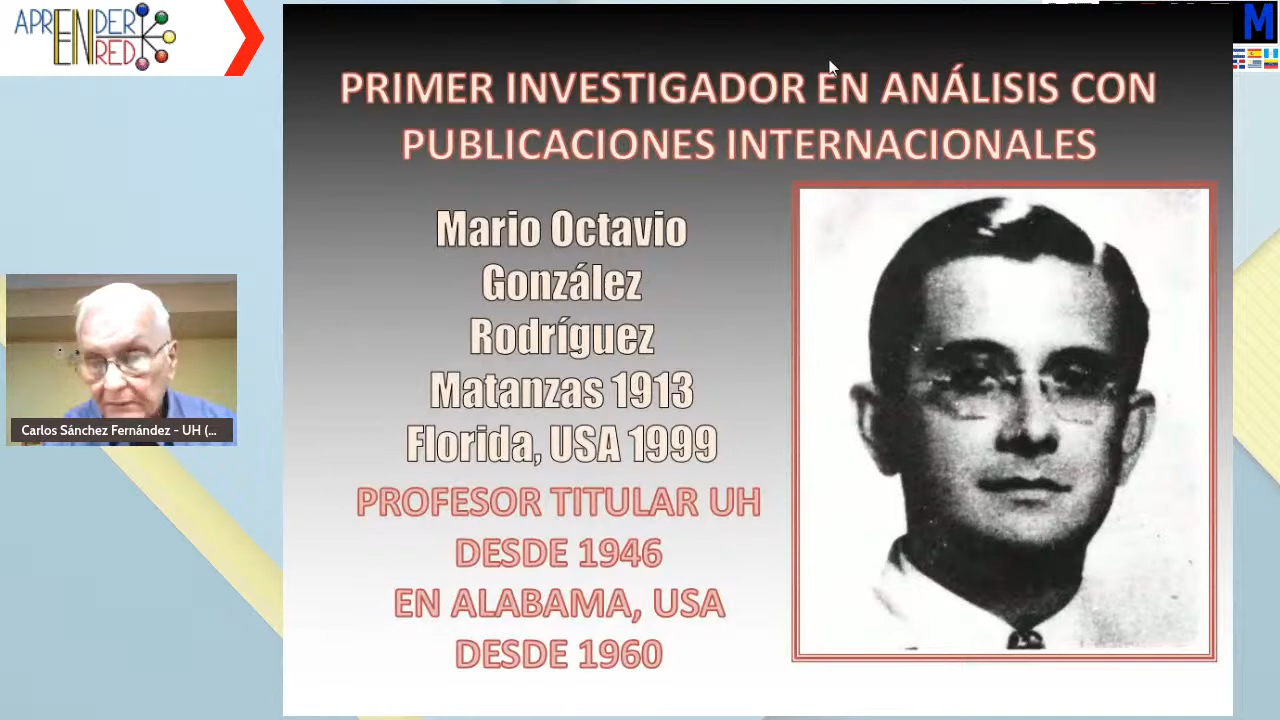 APRENDER
EN RED
M
PRIMER INVESTIGADOR EN ANÁLISIS CON
PUBLICACIONES INTERNACIONALES
Mario Octavio
González
Rodríguez
Matanzas 1913
Florida, USA 1999
PROFESOR TITULAR UH
DESDE 1946
EN ALABAMA, USA
DESDE 1960
Carlos Sánchez Fernández - UH (...